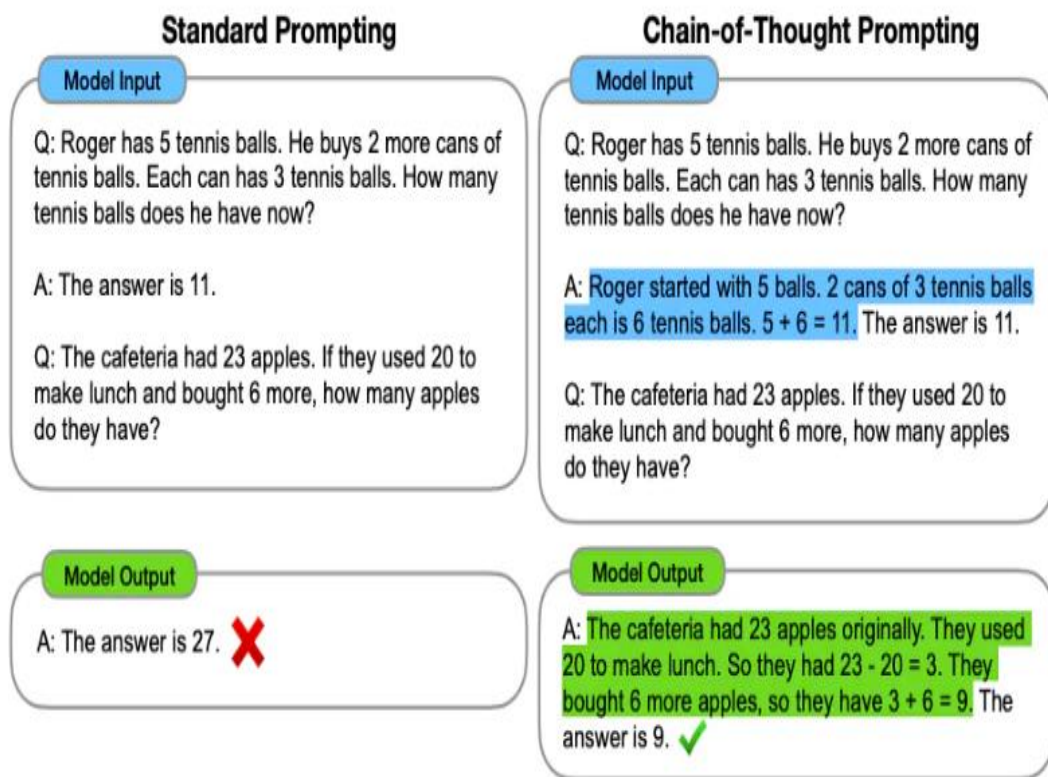 Standard Prompting
Model Input
Q: Roger has 5 tennis balls. He buys 2 more cans of
tennis balls. Each can has 3 tennis balls. How many
tennis balls does he have now?
A: The answer is 11.
Q: The cafeteria had 23 apples. If they used 20 to
make lunch and bought 6 more, how many apples
do they have?
Model Output
A: The answer is 27.
Chain-of-Thought Prompting
Model Input
Q: Roger has 5 tennis balls. He buys 2 more cans of
tennis balls. Each can has 3 tennis balls. How many
tennis balls does he have now?
A: Roger started with 5 balls. 2 cans of 3 tennis balls
each is 6 tennis balls. 5 + 6 = 11. The answer is 11.
Q: The cafeteria had 23 apples. If they used 20 to
make lunch and bought 6 more, how many apples
do they have?
Model Output
A: The cafeteria had 23 apples originally. They used
20 to make lunch. So they had 23 - 20 = 3. They
bought 6 more apples, so they have 3 + 6 = 9. The
answer is 9.